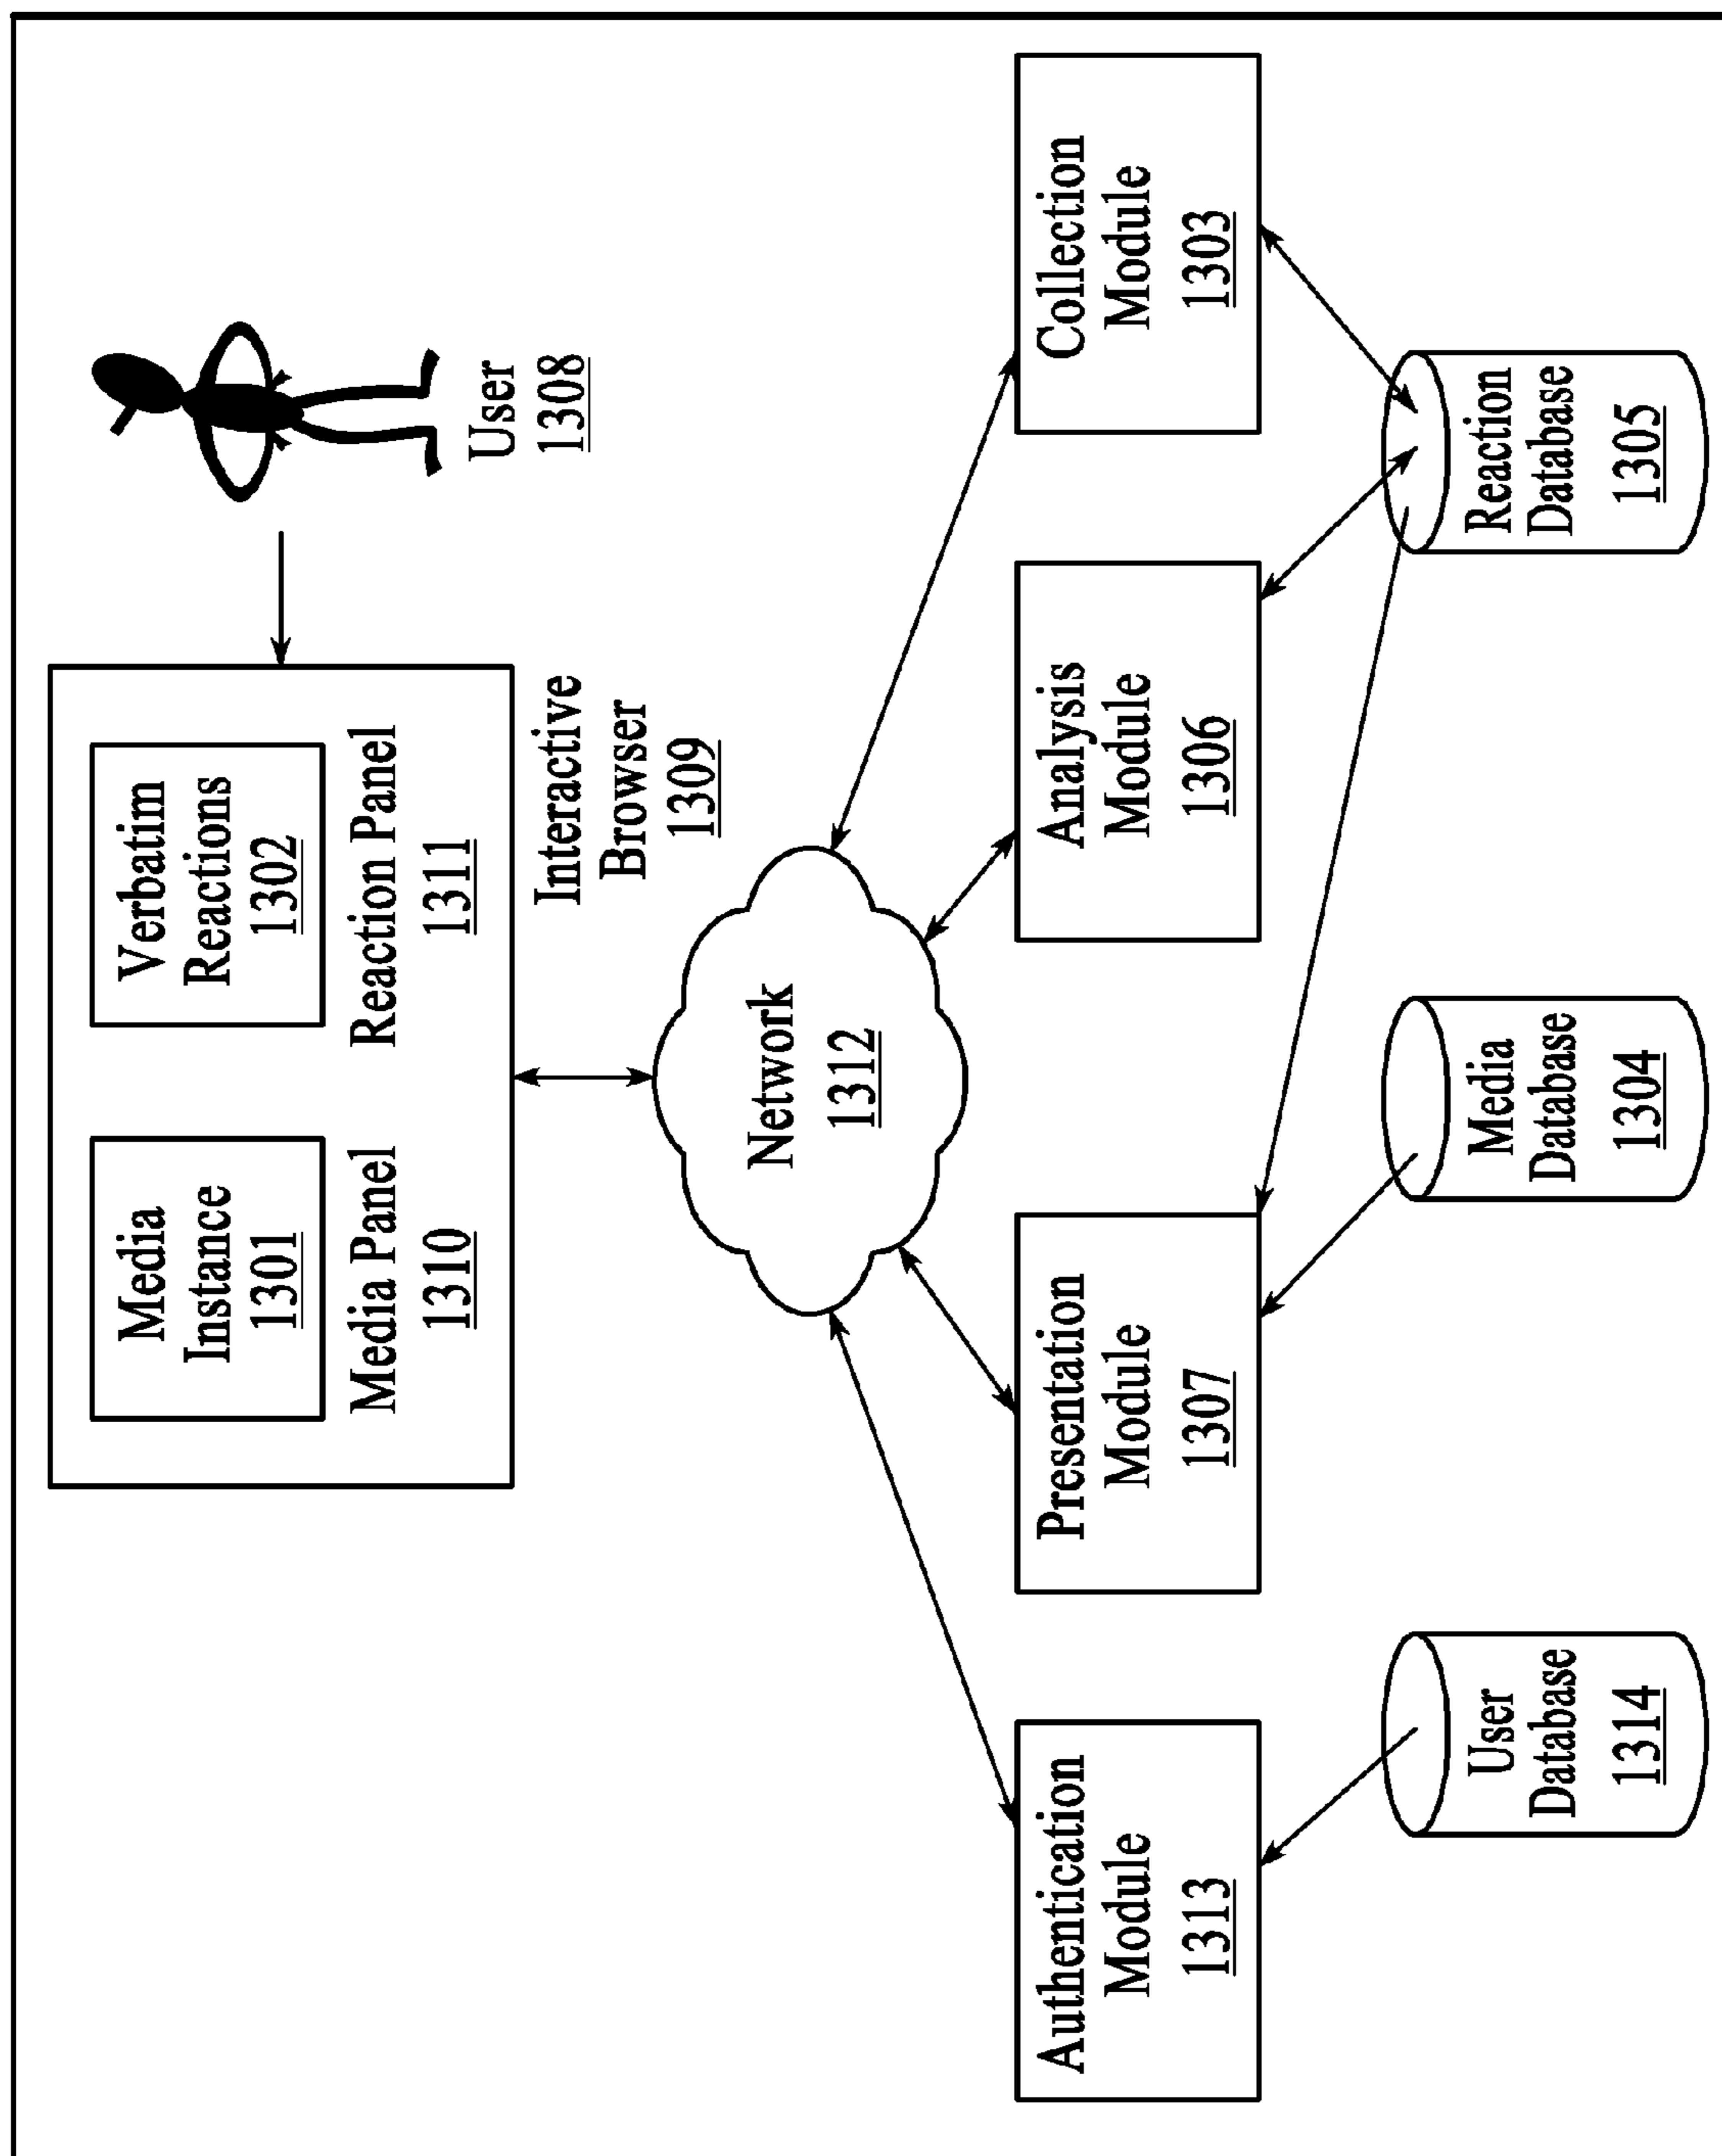 Media
Instance
1301
Media Panel
1310
Verbatim
Reactions
1302
Reaction Panel
1311
User
1308
Interactive
Browser
1309
Network
1312
Authentication
Module
1313
Presentation
Module
1307
Analysis
Module
1306
Collection
Module
1303
User
Database
1314
Media
Database
1304
Reaction
Database
1305